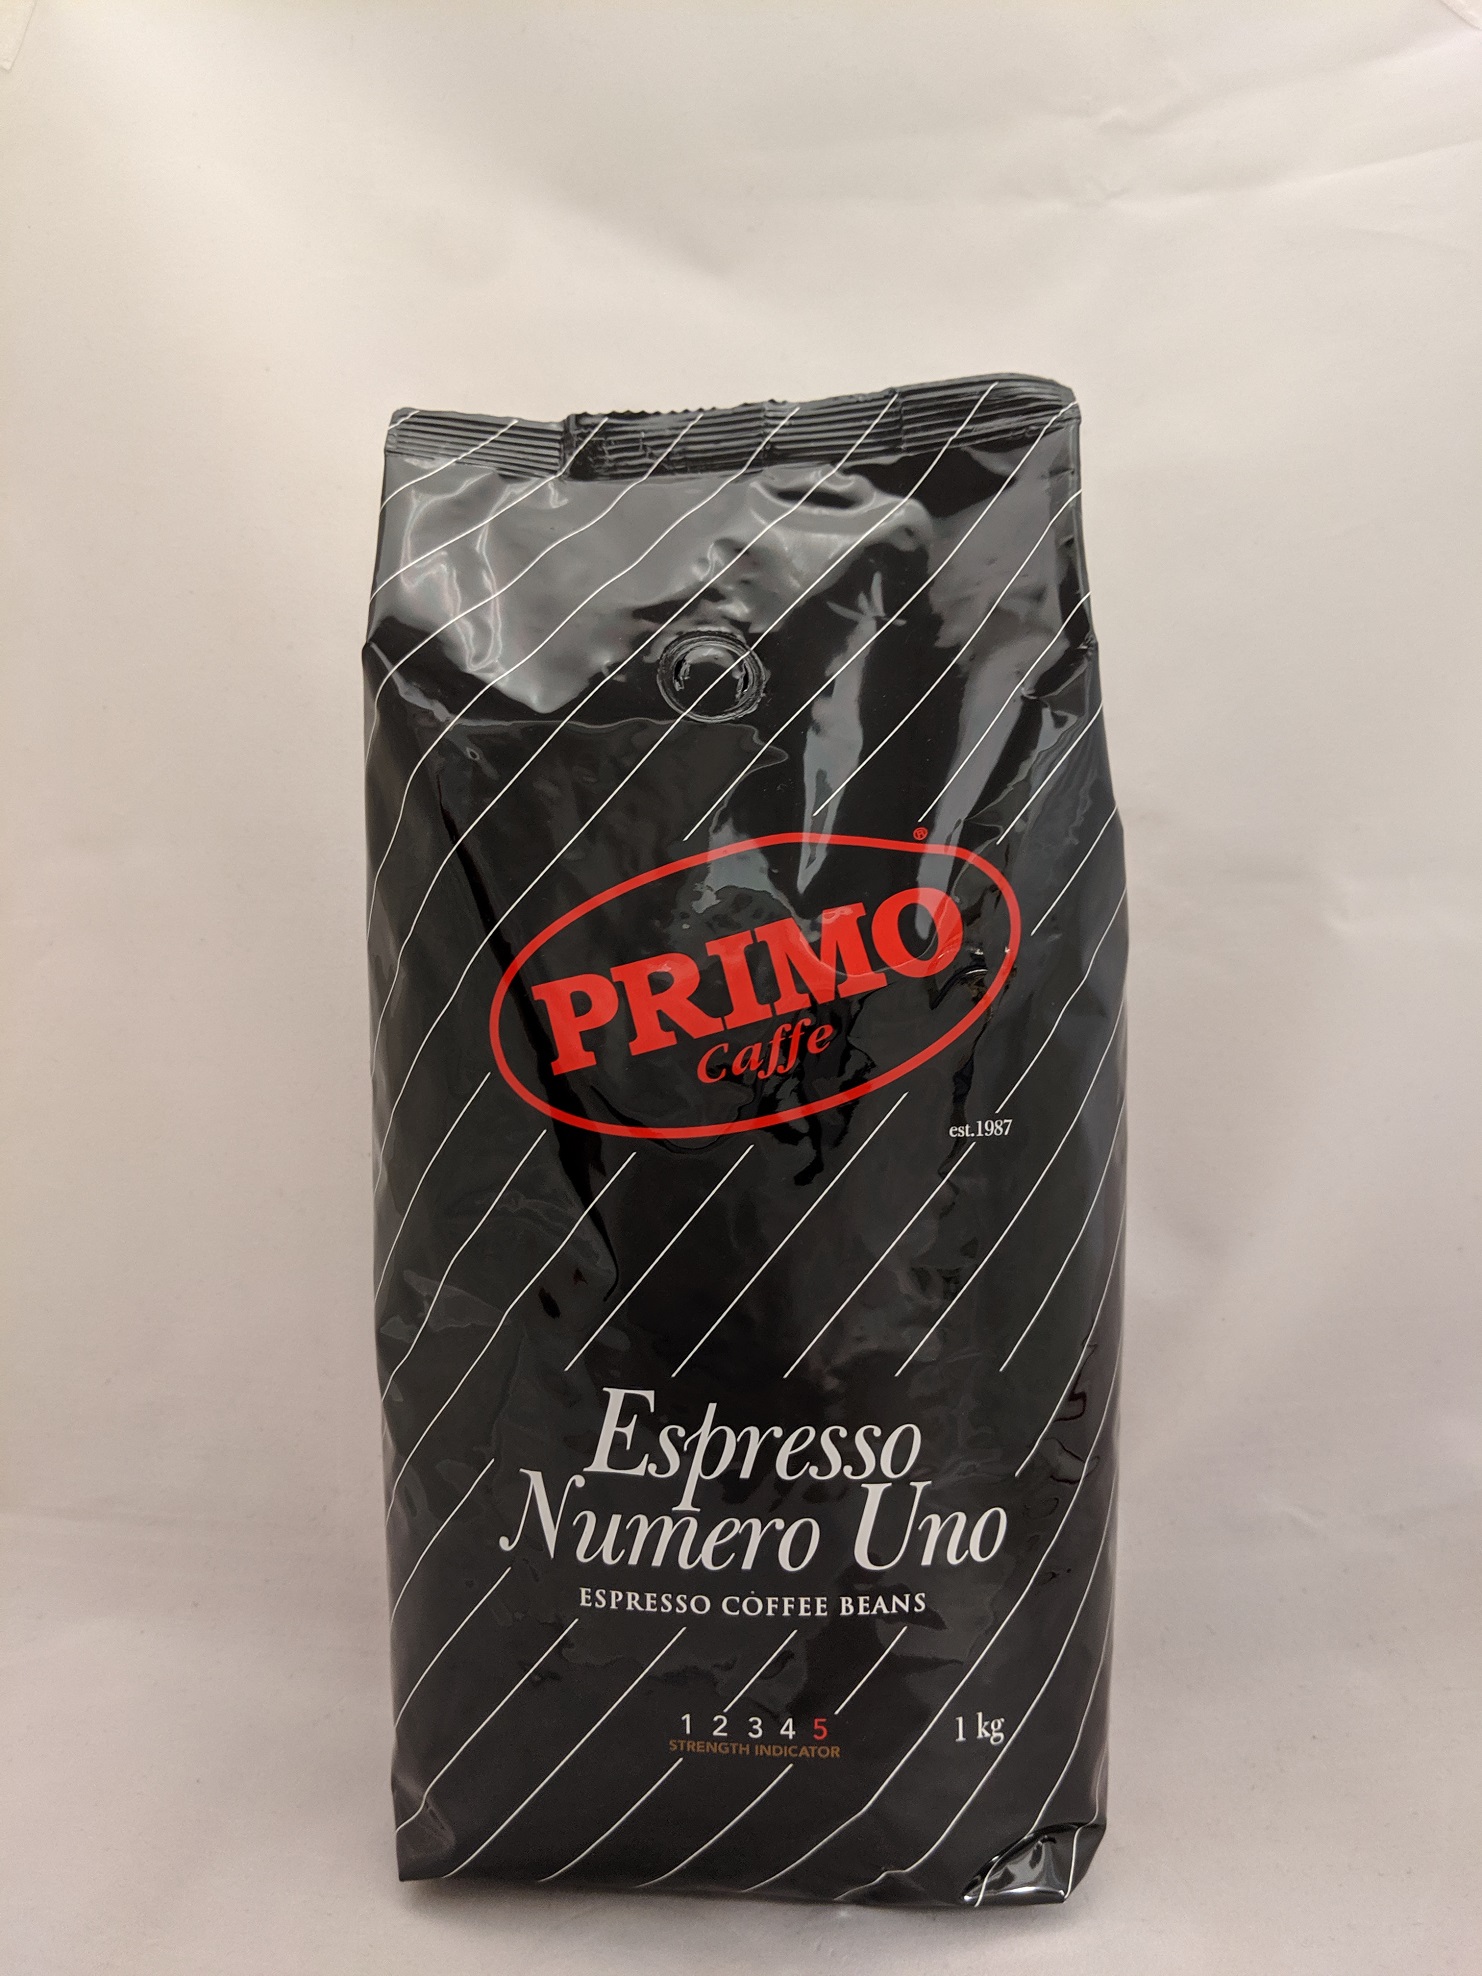 ®
PRIMO
Caffe
est.1987
Espresso
Numero Uno
ESPRESSO COFFEE BEANS
1 2 3 4 5
STRENGTH INDICATOR
1 kg